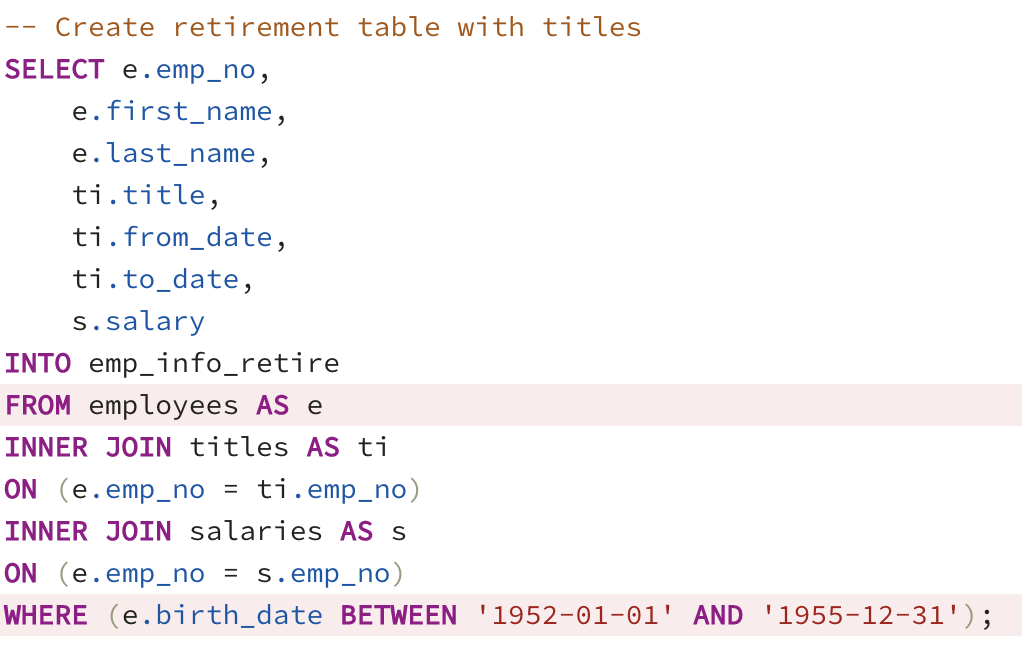 -- Create retirement table with titles
SELECT e.emp_no,
    e.first_name,
    e.last_name,
    ti.title,
    ti.from_date,
    ti.to_date,
    s.salary
INTO emp_info_retire
FROM employees AS e
INNER JOIN titles AS ti
ON (e.emp_no = ti.emp_no)
INNER JOIN salaries AS s
ON (e.emp_no = s.emp_no)
WHERE (e.birth_date BETWEEN '1952-01-01' AND '1955-12-31');